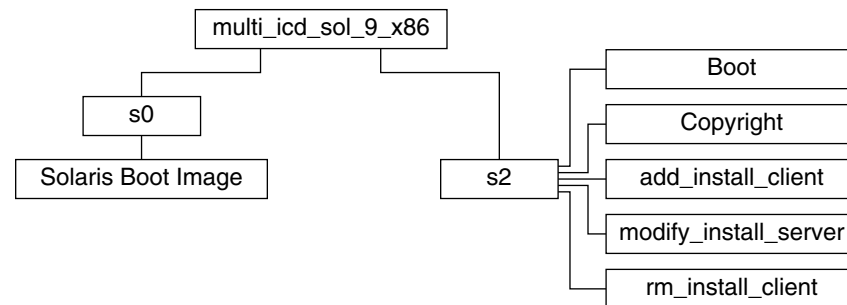 multi_icd_sol_9_x86
s0
Solaris Boot Image
s2
Boot
Copyright
add_install_client
modify_install_server
rm_install_client